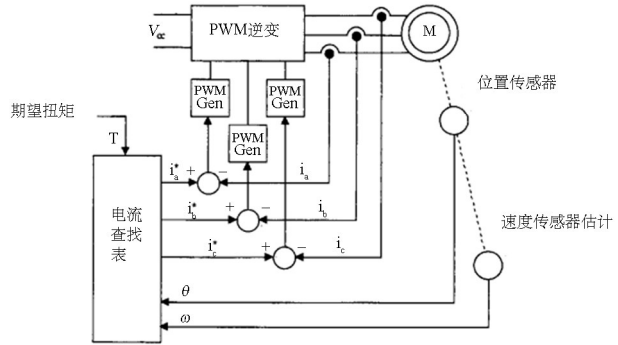 PWM逆变
Vcc
M
PWM
Gen
PWM
Gen
PWM
Gen
位置传感器
期望扭矩
T
i*a
+
−
ia
电流
查找
表
i*b
+
−
ib
速度传感器估计
i*c
+
−
ic
θ
ω